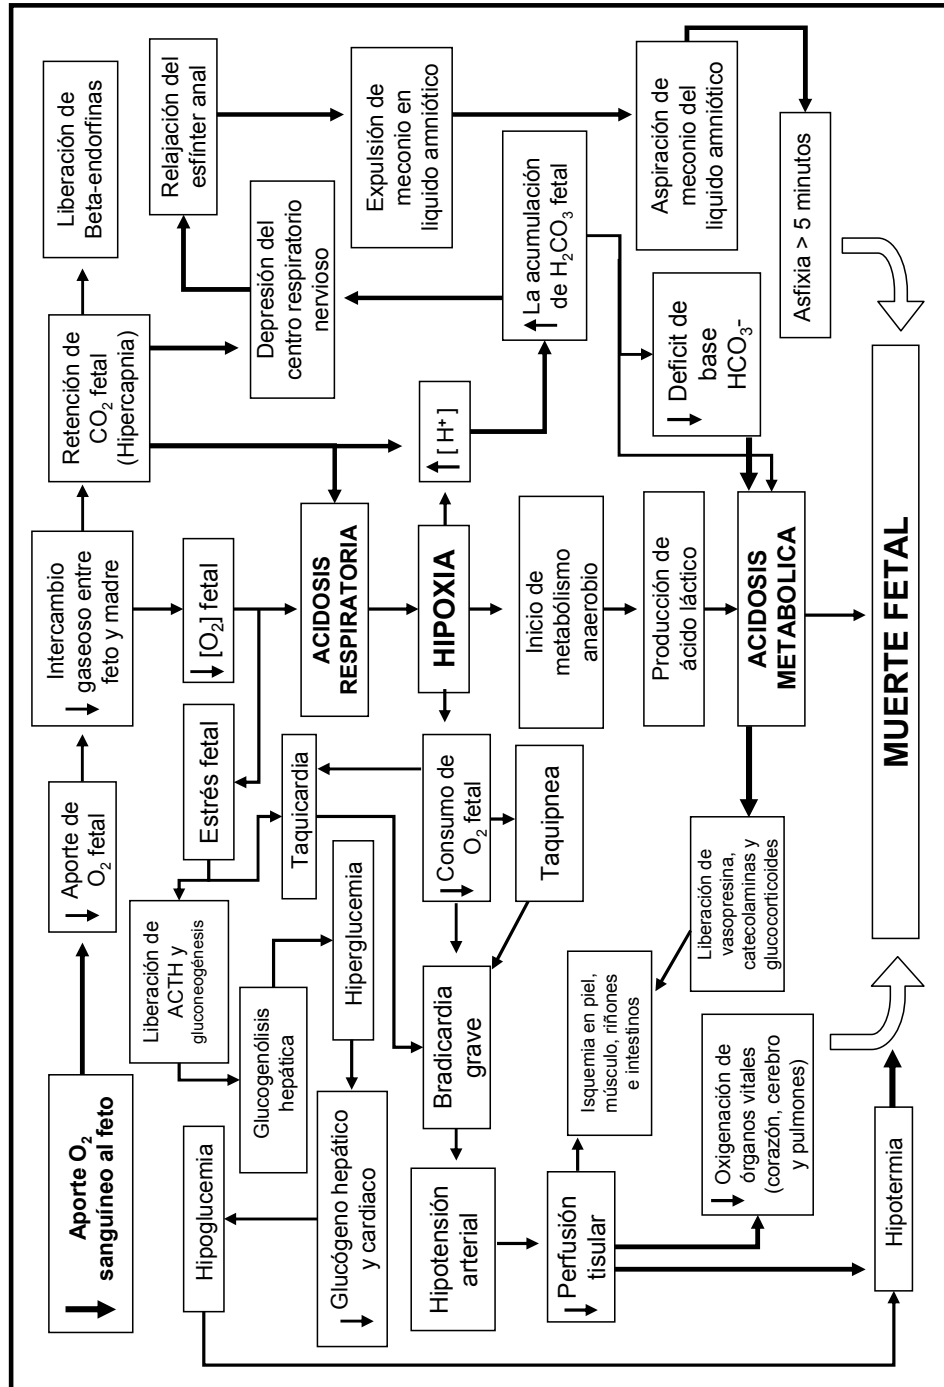 Aporte O₂
sanguíneo al feto
Aporte de
O₂ fetal
Intercambio
gaseoso entre
feto y madre
Retención de
CO₂ fetal
(Hipercapnia)
Liberación de
Beta-endorfinas
Relajación del
esfínter anal
Depresión del
centro respiratorio
nervioso
Expulsión de
meconio en
liquido amniótico
[O₂] fetal
Estrés fetal
Liberación de
ACTH y
gluconeogénesis
Hipoglucemia
Glucogenólisis
hepática
Taquicardia
Hiperglucemia
Glucógeno hepático
y cardiaco
ACIDOSIS
RESPIRATORIA
HIPOXIA
[ H⁺ ]
La acumulación
de H₂CO₃ fetal
Aspiración de
meconio del
liquido amniótico
Asfixia > 5 minutos
Deficit de
base
HCO₃-
Consumo de
O₂ fetal
Taquipnea
Bradicardia
grave
Hipotensión
arterial
Inicio de
metabólismo
anaerobio
Producción de
ácido láctico
ACIDOSIS
METABOLICA
Liberación de
vasopresina,
catecolaminas y
glucocorticoides
Isquemia en piel,
músculo, riñones
e intestinos
Perfusión
tisular
Oxigenación de
órganos vitales
(corazón, cerebro
y pulmones)
Hipotermia
MUERTE FETAL